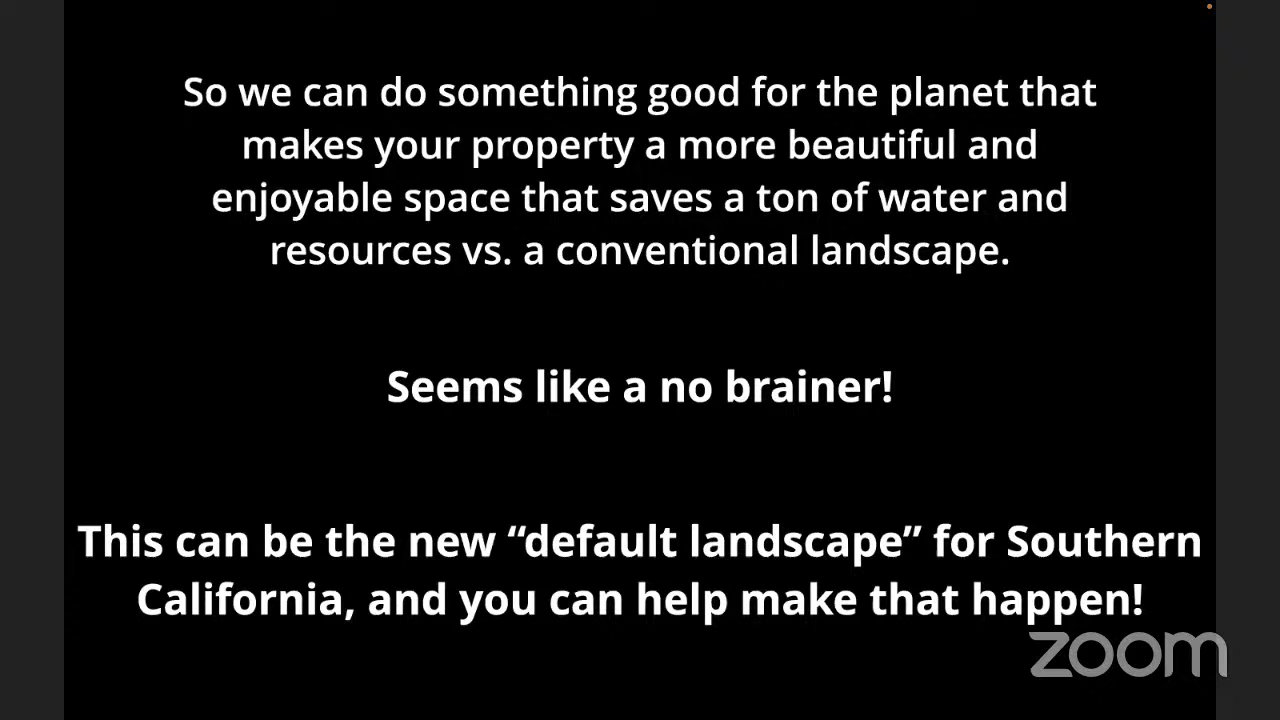 So we can do something good for the planet that
makes your property a more beautiful and
enjoyable space that saves a ton of water and
resources vs. a conventional landscape.
Seems like a no brainer!
This can be the new “default landscape” for Southern
California, and you can help make that happen!
zoom